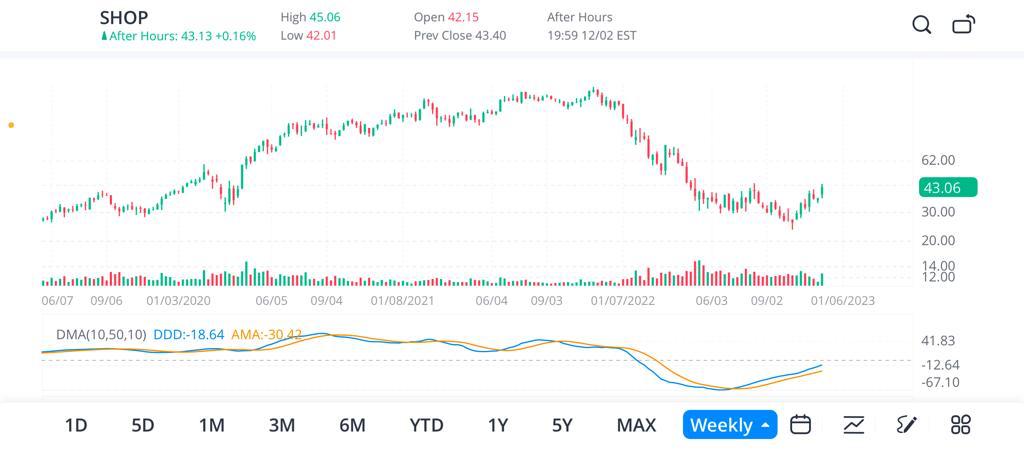 SHOP
After Hours: 43.13 +0.16%
High 45.06
Low 42.01
Open 42.15
Prev Close 43.40
After Hours
19:59 12/02 EST
62.00
43.06
30.00
20.00
14.00
12.00
06/07 09/06 01/03/2020 06/05 09/04 01/08/2021 06/04 09/03 01/07/2022 06/03 09/02 01/06/2023
DMA(10,50,10) DDD:-18.64 AMA:-30.42
41.83
-12.64
-67.10
1D 5D 1M 3M 6M YTD 1Y 5Y MAX Weekly